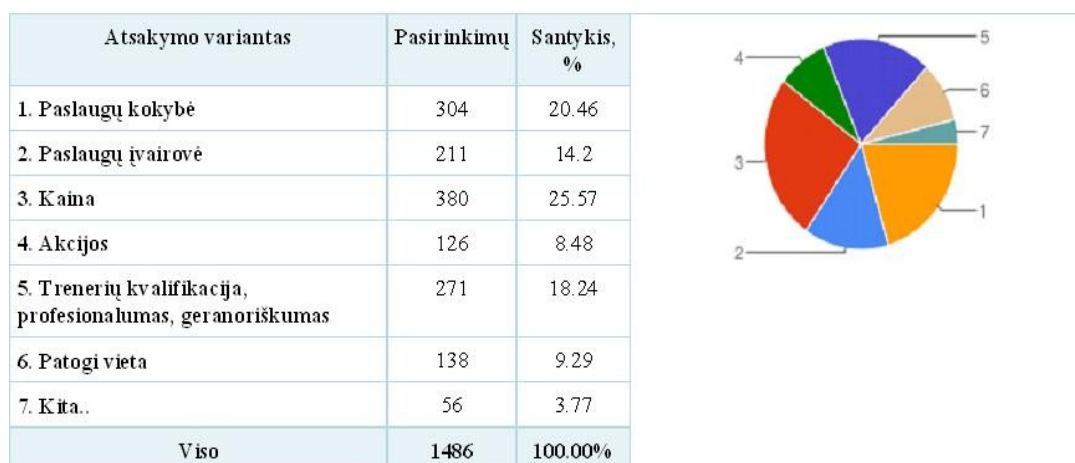 Atsakymo variantas Pasirinkimų Santykis,
%
1. Paslaugų kokybė 304 20.46
2. Paslaugų įvairovė 211 14.2
3. Kaina 380 25.57
4. Akcijos 126 8.48
5. Trenerių kvalifikacija, 271 18.24
profesionalumas, geranoriškumas
6. Patogi vieta 138 9.29
7. Kita.. 56 3.77
Viso 1486 100.00%
4
5
6
7
3
1
2